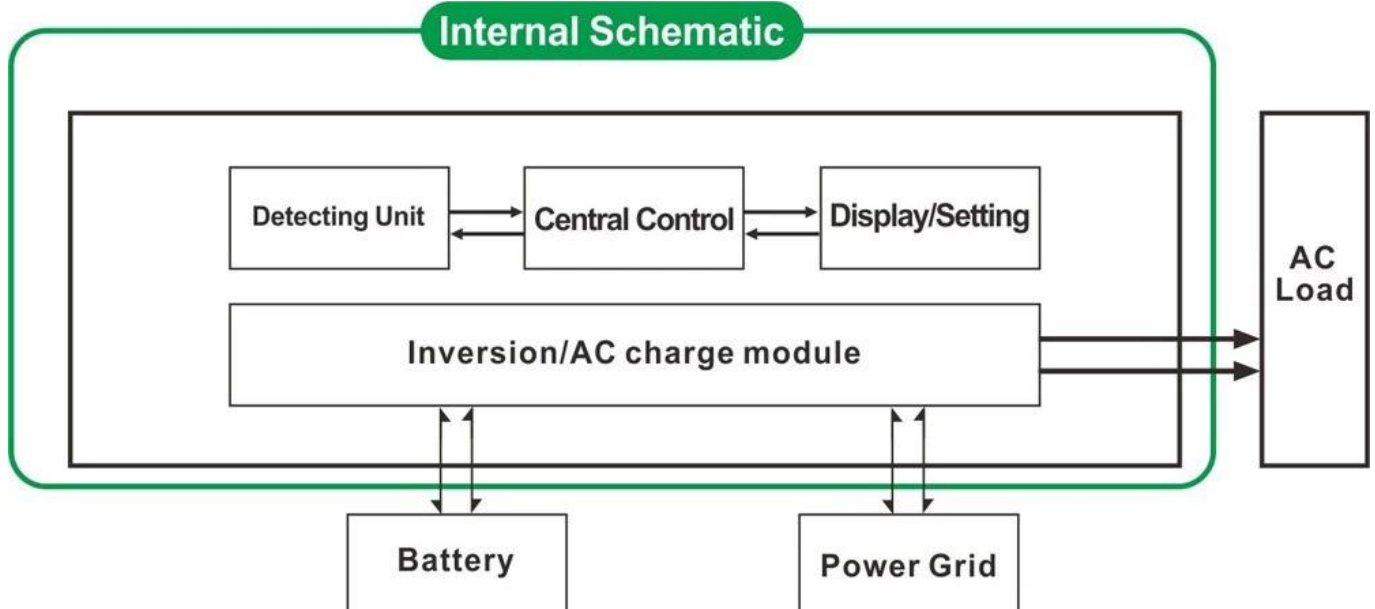 Internal Schematic
Detecting Unit
Central Control
Display/Setting
AC
Load
Inversion/AC charge module
Battery
Power Grid